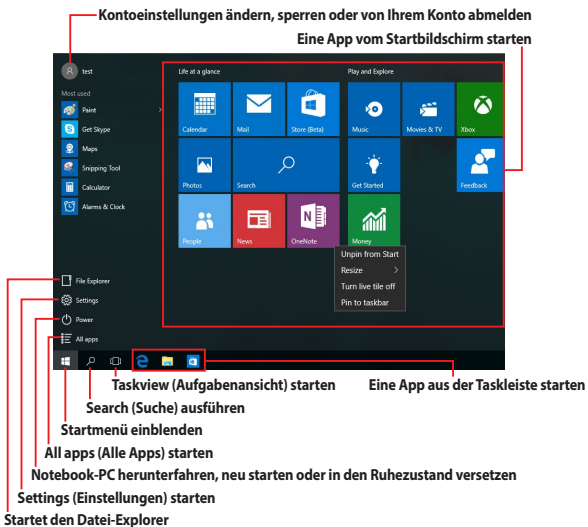 Kontoeinstellungen ändern, sperren oder von Ihrem Konto abmelden
Eine App vom Startbildschirm starten
test
Life at a glance
Play and Explore
Most used
Paint
Get Skype
Maps
Snipping Tool
Calculator
Alarms & Clock
Calendar
Mail
Store (Beta)
Music
Movies & TV
Xbox
Photos
Search
Get Started
Feedback
People
News
OneNote
Money
Unpin from Start
Resize
Turn live tile off
Pin to taskbar
File Explorer
Settings
Power
All apps
Taskview (Aufgabenansicht) starten
Eine App aus der Taskleiste starten
Search (Suche) ausführen
Startmenü einblenden
All apps (Alle Apps) starten
Notebook-PC herunterfahren, neu starten oder in den Ruhezustand versetzen
Settings (Einstellungen) starten
Startet den Datei-Explorer